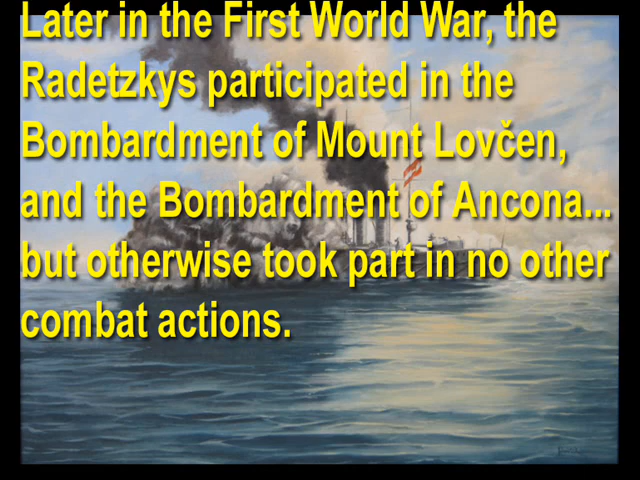 Later in the First World War, the
Radetzkys participated in the
Bombardment of Mount Lovčen,
and the Bombardment of Ancona...
but otherwise took part in no other
combat actions.